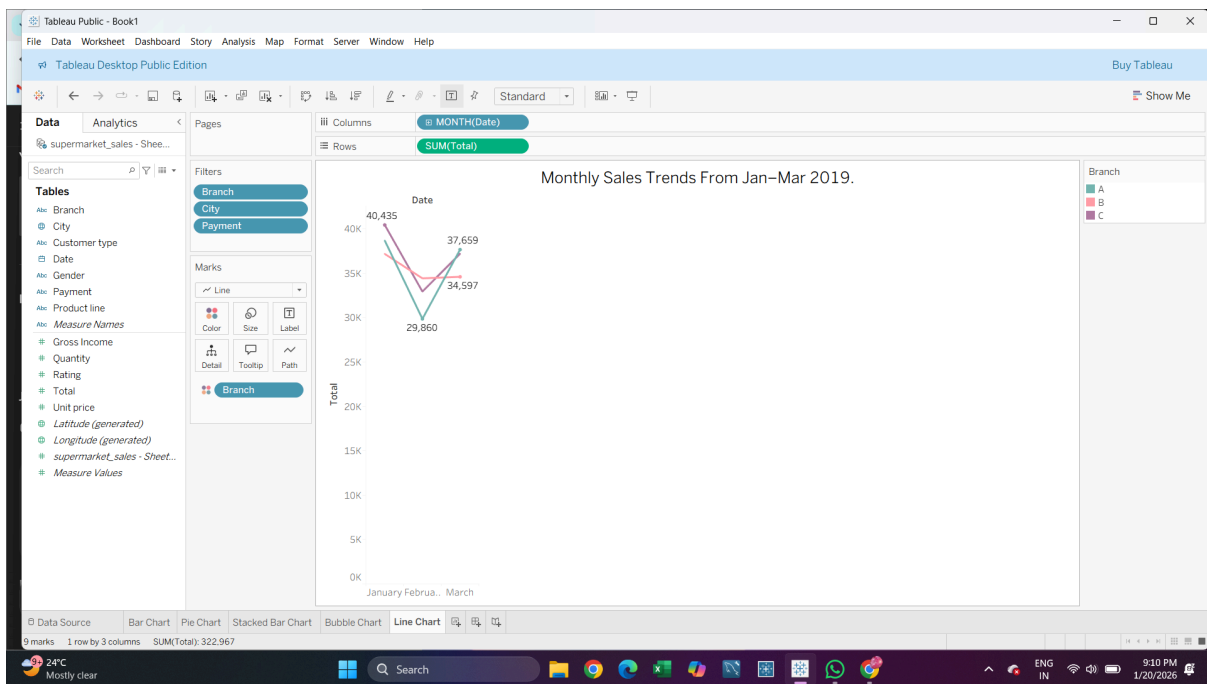 Tableau Public - Book1
File Data Worksheet Dashboard Story Analysis Map Format Server Window Help
Tableau Desktop Public Edition
Buy Tableau
Standard
Show Me
Data Analytics
supermarket_sales - Shee...
Search
Tables
Abc Branch
City
Abc Customer type
Date
Abc Gender
Abc Payment
Abc Product line
Abc Measure Names
# Gross Income
# Quantity
# Rating
# Total
# Unit price
Latitude (generated)
Longitude (generated)
# supermarket_sales - Sheet...
# Measure Values
Pages
Filters
Branch
City
Payment
Marks
Line
Color Size Label
Detail Tooltip Path
Branch
Columns
MONTH(Date)
Rows
SUM(Total)
Monthly Sales Trends From Jan–Mar 2019.
Date
40,435
37,659
34,597
29,860
40K
35K
30K
25K
20K
15K
10K
5K
0K
Total
January Februa.. March
Branch
A
B
C
Data Source Bar Chart Pie Chart Stacked Bar Chart Bubble Chart Line Chart
9 marks 1 row by 3 columns SUM(Total): 322,967
9+
24°C
Mostly clear
Search
ENG
IN
9:10 PM
1/20/2026